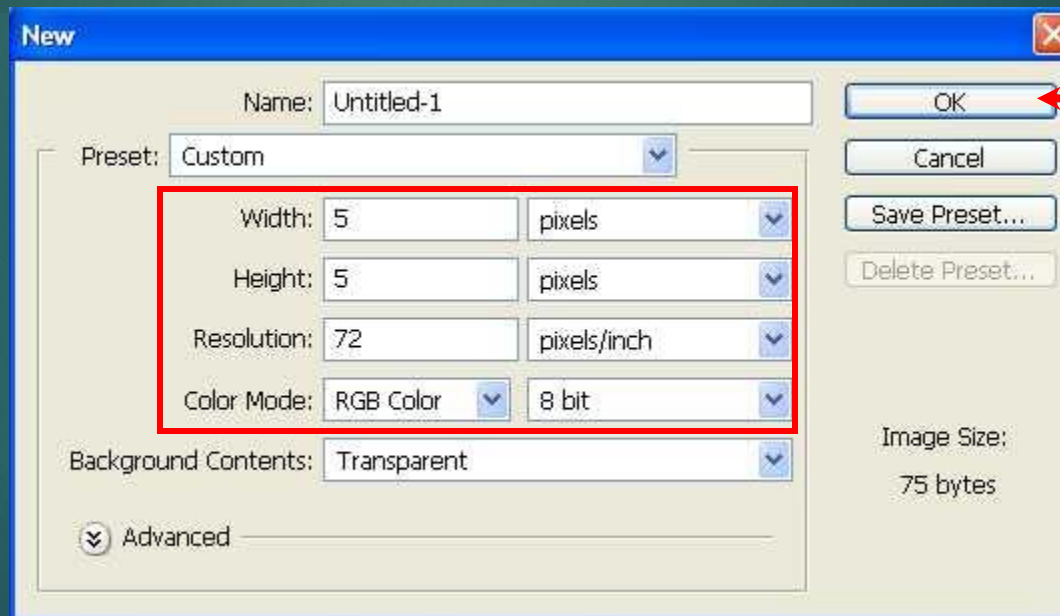 New
Name: Untitled-1
OK
Preset: Custom
Cancel
Width: 5 pixels
Save Preset...
Height: 5 pixels
Delete Preset...
Resolution: 72 pixels/inch
Color Mode: RGB Color 8 bit
Image Size:
Background Contents: Transparent
75 bytes
Advanced